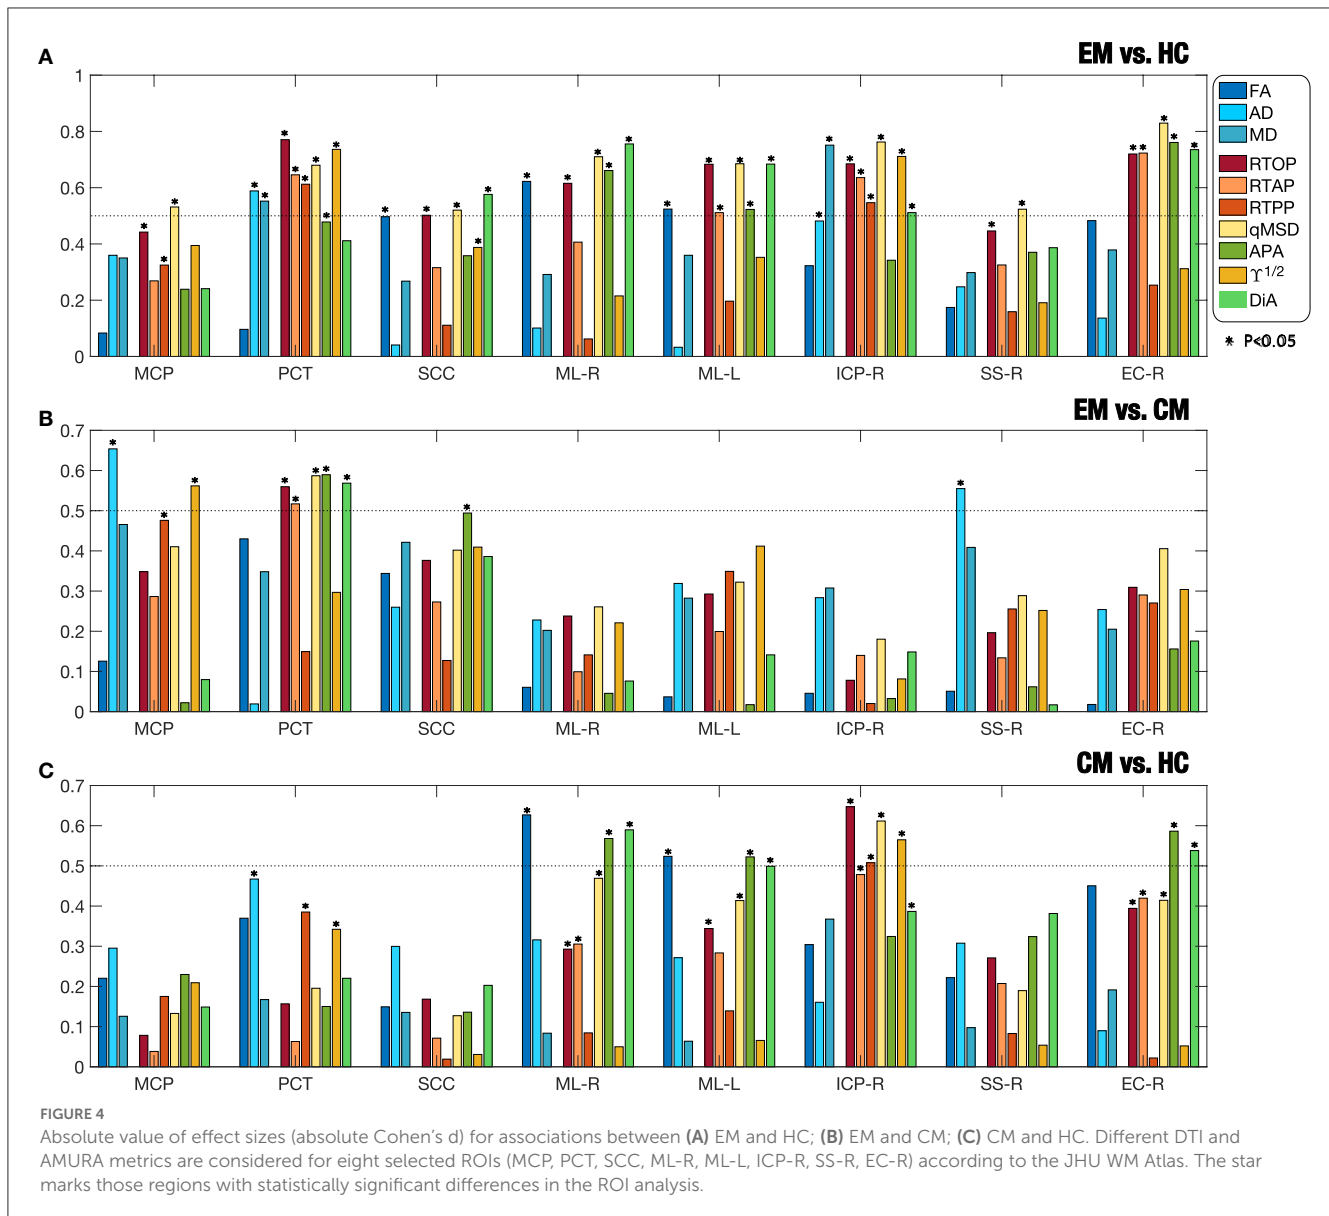 A
EM vs. HC
1
0.8
0.6
0.4
0.2
0
MCP PCT SCC ML-R ML-L ICP-R SS-R EC-R
FA
AD
MD
RTOP
RTAP
RTPP
qMSD
APA
ϒ1/2
DiA
* P<0.05
B
EM vs. CM
0.7
0.6
0.5
0.4
0.3
0.2
0.1
0
MCP PCT SCC ML-R ML-L ICP-R SS-R EC-R
C
CM vs. HC
0.7
0.6
0.5
0.4
0.3
0.2
0.1
0
MCP PCT SCC ML-R ML-L ICP-R SS-R EC-R
FIGURE 4
Absolute value of effect sizes (absolute Cohen's d) for associations between (A) EM and HC; (B) EM and CM; (C) CM and HC. Different DTI and
AMURA metrics are considered for eight selected ROIs (MCP, PCT, SCC, ML-R, ML-L, ICP-R, SS-R, EC-R) according to the JHU WM Atlas. The star
marks those regions with statistically significant differences in the ROI analysis.